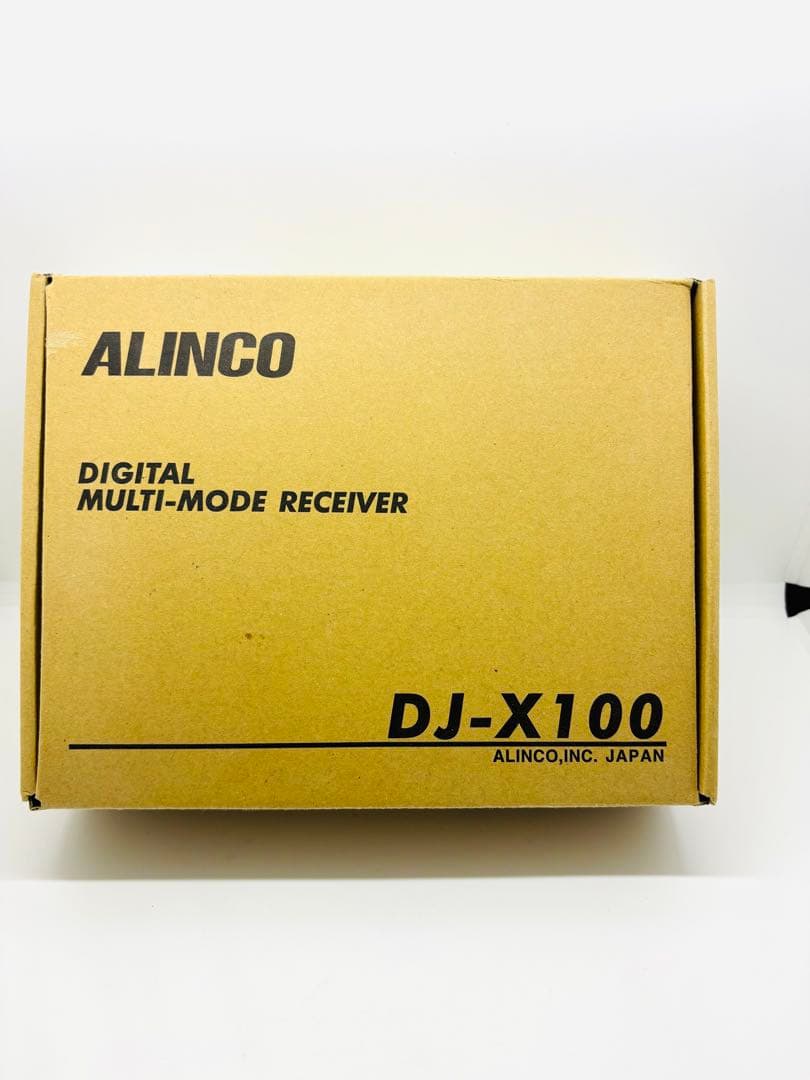 ALINCO
DIGITAL
MULTI-MODE RECEIVER
DJ-X100
ALINCO,INC. JAPAN